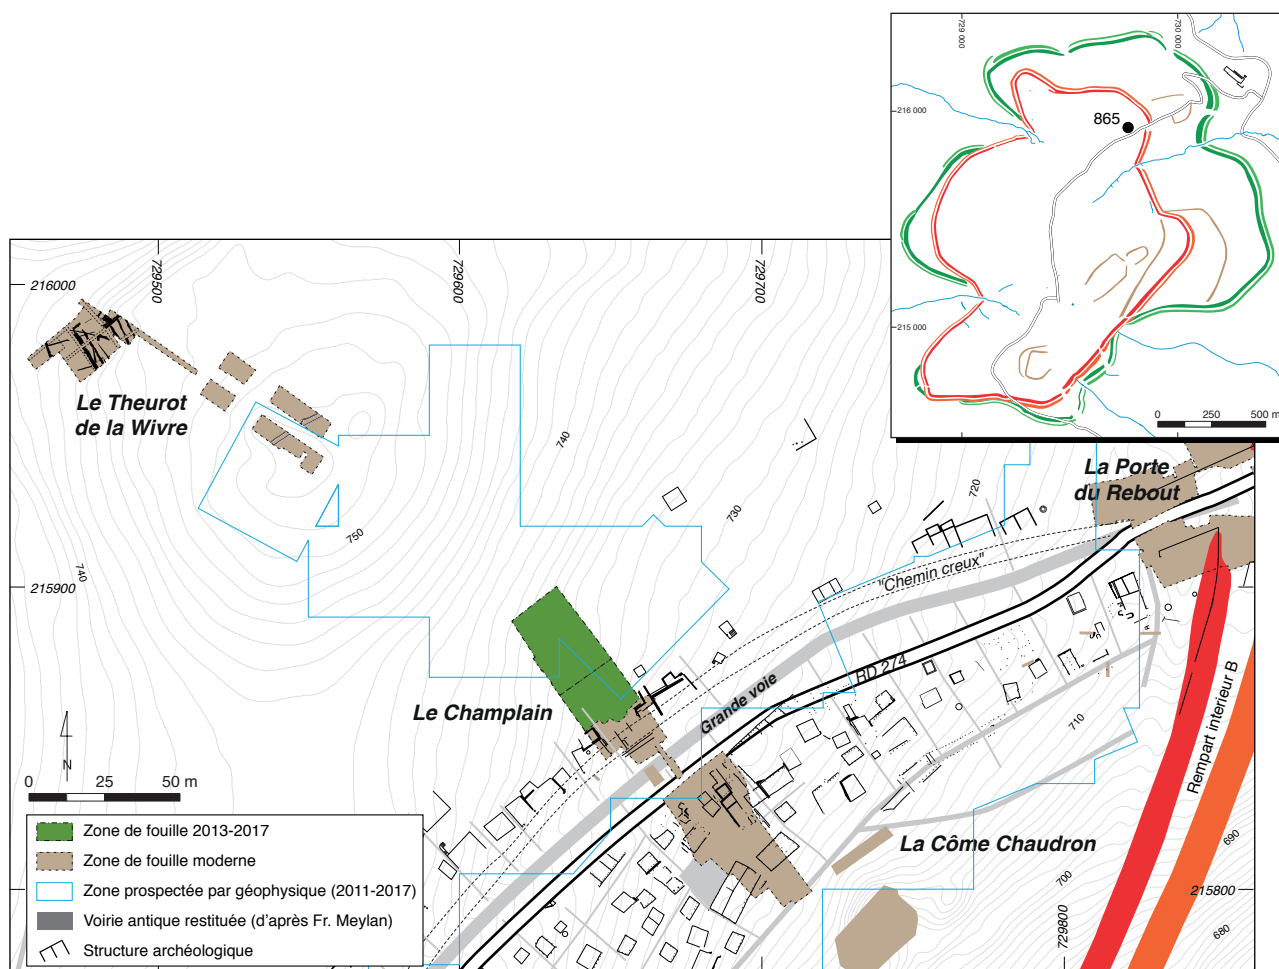 729 000
730 000
216 000
865
215 000
0 250 500 m
729500
729600
729700
216000
Le Theurot
de la Wivre
740
La Porte
du Rebout
720
730
750
"Chemin creux"
740
215900
RD 274
Grande voie
Le Champlain
710
Rempart interieur B
N
0 25 50 m
La Côme Chaudron
690
700
215800
729800
680
Zone de fouille 2013-2017
Zone de fouille moderne
Zone prospectée par géophysique (2011-2017)
Voirie antique restituée (d'après Fr. Meylan)
Structure archéologique